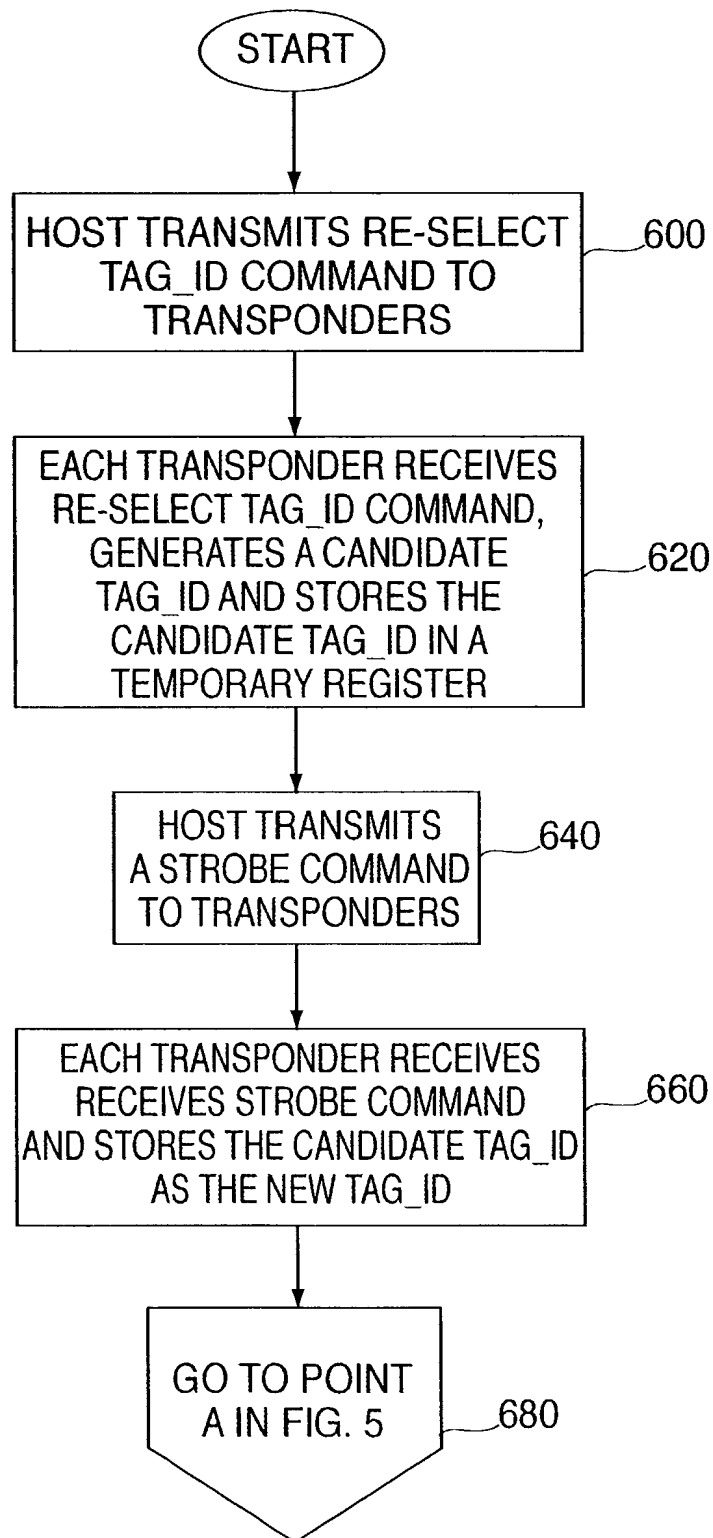 START
HOST TRANSMITS RE-SELECT
TAG_ID COMMAND TO
TRANSPONDERS
600
EACH TRANSPONDER RECEIVES
RE-SELECT TAG_ID COMMAND,
GENERATES A CANDIDATE
TAG_ID AND STORES THE
CANDIDATE TAG_ID IN A
TEMPORARY REGISTER
620
HOST TRANSMITS
A STROBE COMMAND
TO TRANSPONDERS
640
EACH TRANSPONDER RECEIVES
RECEIVES STROBE COMMAND
AND STORES THE CANDIDATE TAG_ID
AS THE NEW TAG_ID
660
GO TO POINT
A IN FIG. 5
680